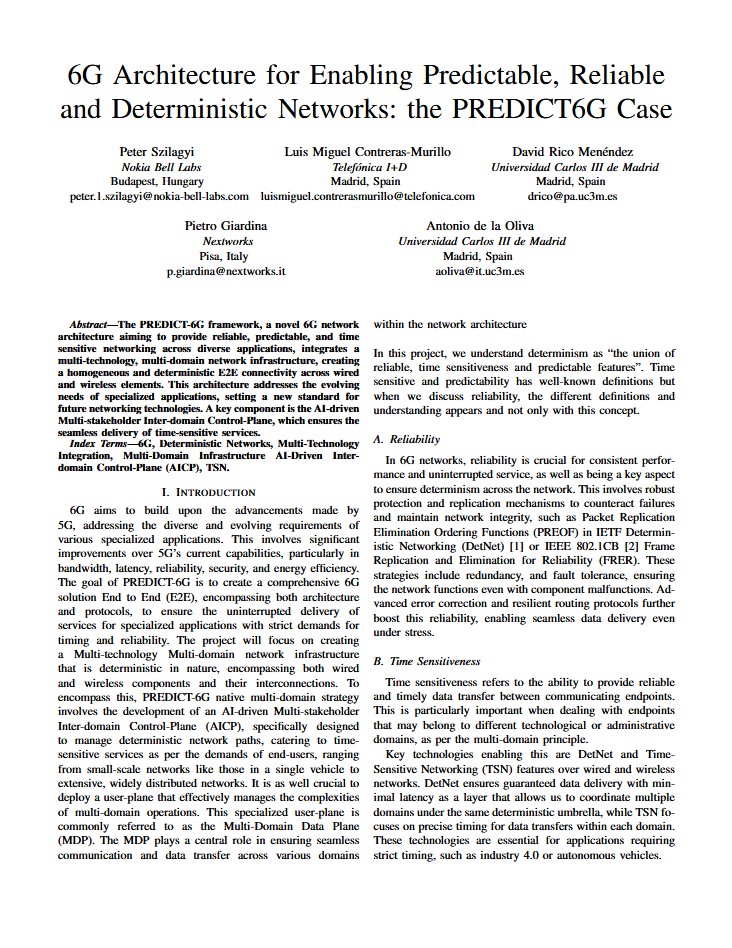 6G Architecture for Enabling Predictable, Reliable
and Deterministic Networks: the PREDICT6G Case
Peter Szilagyi
Nokia Bell Labs
Budapest, Hungary
peter.1.szilagyi@nokia-bell-labs.com
Luis Miguel Contreras-Murillo
Telefónica I+D
Madrid, Spain
luismiguel.contrerasmurillo@telefonica.com
David Rico Menéndez
Universidad Carlos III de Madrid
Madrid, Spain
drico@pa.uc3m.es
Pietro Giardina
Nextworks
Pisa, Italy
p.giardina@nextworks.it
Antonio de la Oliva
Universidad Carlos III de Madrid
Madrid, Spain
aoliva@it.uc3m.es
Abstract—The PREDICT-6G framework, a novel 6G network
architecture aiming to provide reliable, predictable, and time
sensitive networking across diverse applications, integrates a
multi-technology, multi-domain network infrastructure, creating
a homogeneous and deterministic E2E connectivity across wired
and wireless elements. This architecture addresses the evolving
needs of specialized applications, setting a new standard for
future networking technologies. A key component is the AI-driven
Multi-stakeholder Inter-domain Control-Plane, which ensures the
seamless delivery of time-sensitive services.
Index Terms—6G, Deterministic Networks, Multi-Technology
Integration, Multi-Domain Infrastructure AI-Driven Inter-
domain Control-Plane (AICP), TSN.
I. INTRODUCTION
6G aims to build upon the advancements made by
5G, addressing the diverse and evolving requirements of
various specialized applications. This involves significant
improvements over 5G's current capabilities, particularly in
bandwidth, latency, reliability, security, and energy efficiency.
The goal of PREDICT-6G is to create a comprehensive 6G
solution End to End (E2E), encompassing both architecture
and protocols, to ensure the uninterrupted delivery of
services for specialized applications with strict demands for
timing and reliability. The project will focus on creating
a Multi-technology Multi-domain network infrastructure
that is deterministic in nature, encompassing both wired
and wireless components and their interconnections. To
encompass this, PREDICT-6G native multi-domain strategy
involves the development of an AI-driven Multi-stakeholder
Inter-domain Control-Plane (AICP), specifically designed
to manage deterministic network paths, catering to time-
sensitive services as per the demands of end-users, ranging
from small-scale networks like those in a single vehicle to
extensive, widely distributed networks. It is as well crucial to
deploy a user-plane that effectively manages the complexities
of multi-domain operations. This specialized user-plane is
commonly referred to as the Multi-Domain Data Plane
(MDP). The MDP plays a central role in ensuring seamless
communication and data transfer across various domains
within the network architecture
In this project, we understand determinism as “the union of
reliable, time sensitiveness and predictable features”. Time
sensitive and predictability has well-known definitions but
when we discuss reliability, the different definitions and
understanding appears and not only with this concept.
A. Reliability
In 6G networks, reliability is crucial for consistent perfor-
mance and uninterrupted service, as well as being a key aspect
to ensure determinism across the network. This involves robust
protection and replication mechanisms to counteract failures
and maintain network integrity, such as Packet Replication
Elimination Ordering Functions (PREOF) in IETF Determin-
istic Networking (DetNet) [1] or IEEE 802.1CB [2] Frame
Replication and Elimination for Reliability (FRER). These
strategies include redundancy, and fault tolerance, ensuring
the network functions even with component malfunctions. Ad-
vanced error correction and resilient routing protocols further
boost this reliability, enabling seamless data delivery even
under stress.
B. Time Sensitiveness
Time sensitiveness refers to the ability to provide reliable
and timely data transfer between communicating endpoints.
This is particularly important when dealing with endpoints
that may belong to different technological or administrative
domains, as per the multi-domain principle.
Key technologies enabling this are DetNet and Time-
Sensitive Networking (TSN) features over wired and wireless
networks. DetNet ensures guaranteed data delivery with min-
imal latency as a layer that allows us to coordinate multiple
domains under the same deterministic umbrella, while TSN fo-
cuses on precise timing for data transfers within each domain.
These technologies are essential for applications requiring
strict timing, such as industry 4.0 or autonomous vehicles.